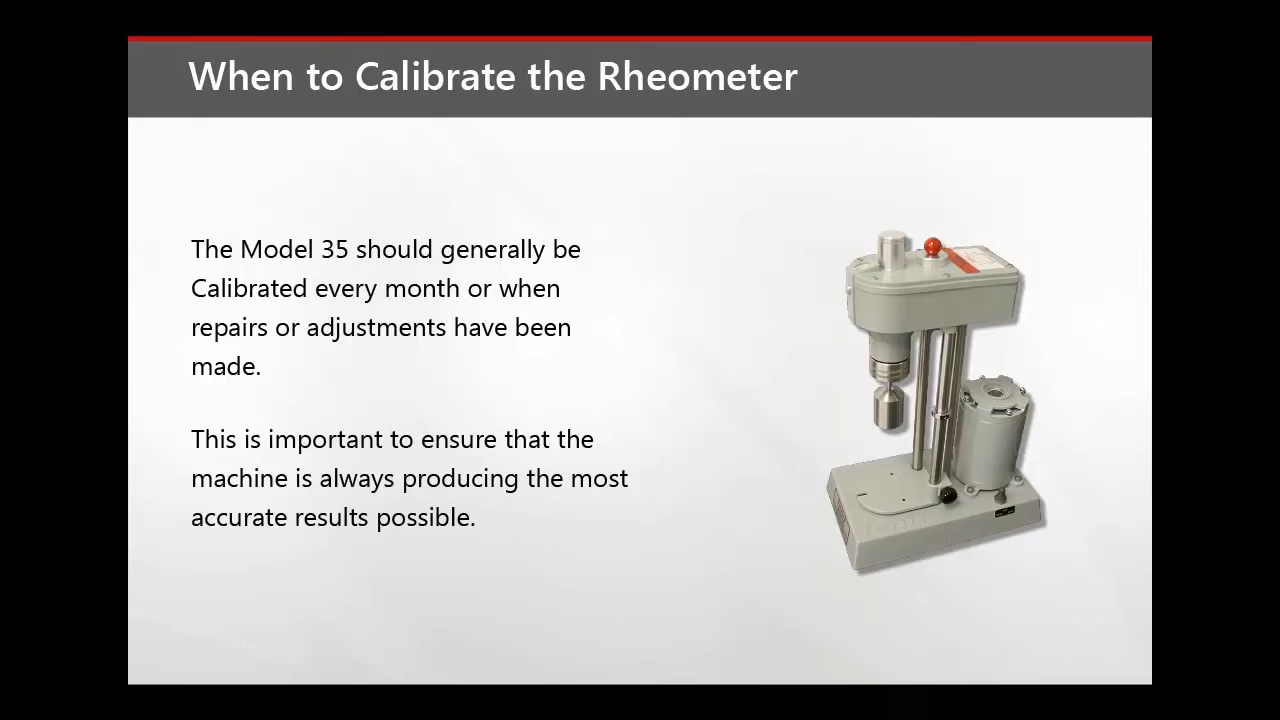 When to Calibrate the Rheometer
The Model 35 should generally be
Calibrated every month or when
repairs or adjustments have been
made.
This is important to ensure that the
machine is always producing the most
accurate results possible.